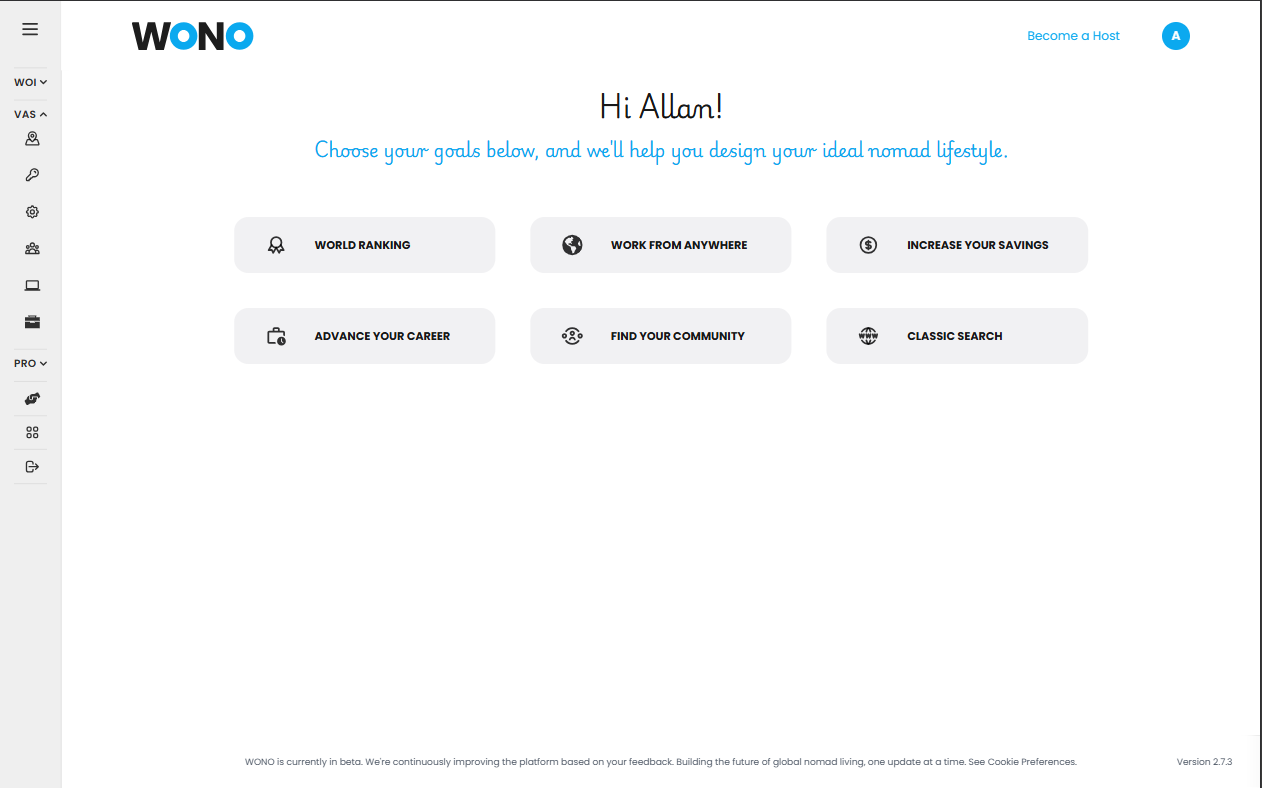 WONO
Become a Host
A
WOI
VAS
PRO
Hi Allan!
Choose your goals below, and we'll help you design your ideal nomad lifestyle.
WORLD RANKING
WORK FROM ANYWHERE
INCREASE YOUR SAVINGS
ADVANCE YOUR CAREER
FIND YOUR COMMUNITY
WWW
CLASSIC SEARCH
WONO is currently in beta. We're continuously improving the platform based on your feedback. Building the future of global nomad living, one update at a time. See Cookie Preferences.
Version 2.7.3